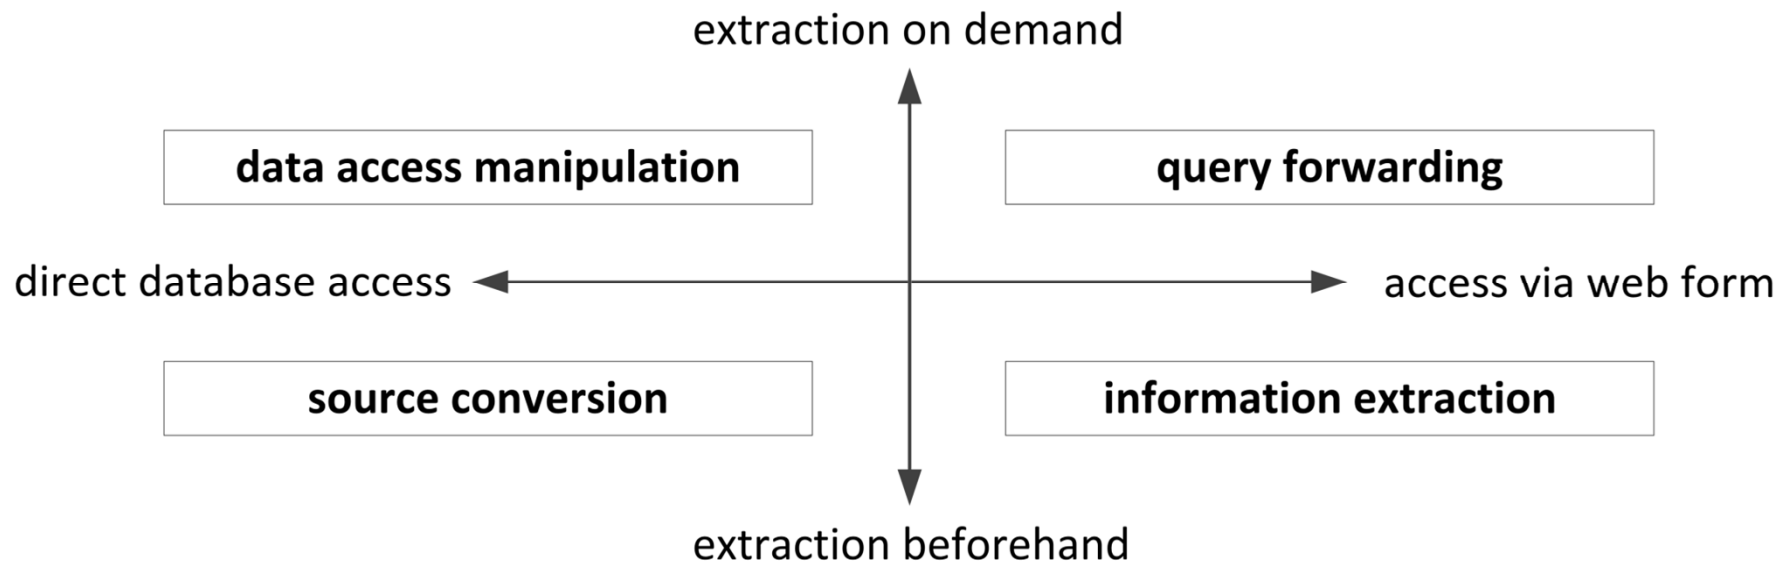 extraction on demand
data access manipulation
query forwarding
direct database access
access via web form
source conversion
information extraction
extraction beforehand